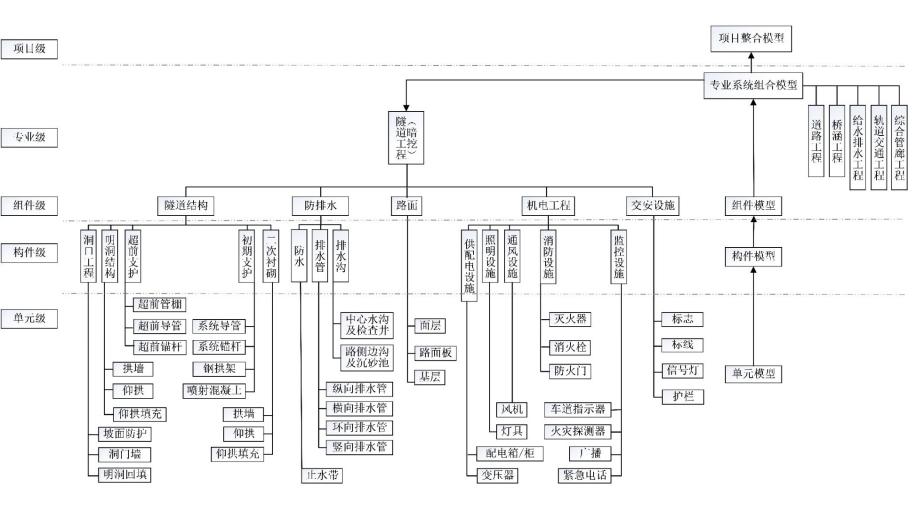 项目级
项目整合模型
专业系统组合模型
专业级
隧道工程
（暗挖）
道路工程
桥涵工程
给水排水工程
轨道交通工程
综合管廊工程
组件级
隧道结构
防排水
路面
机电工程
交安设施
组件模型
构件级
洞口工程
明洞结构
超前支护
初期支护
二次衬砌
防水
排水管
排水沟
供配电设施
照明设施
通风设施
消防设施
监控设施
构件模型
单元级
超前管棚
超前导管
超前锚杆
拱墙
仰拱
仰拱填充
坡面防护
洞门墙
明洞回填
系统导管
系统锚杆
钢拱架
喷射混凝土
拱墙
仰拱
仰拱填充
中心水沟
及检查井
路侧边沟
及沉砂池
纵向排水管
横向排水管
环向排水管
竖向排水管
止水带
面层
路面板
基层
风机
灯具
配电箱/柜
变压器
灭火器
消火栓
防火门
车道指示器
火灾探测器
广播
紧急电话
标志
标线
信号灯
护栏
单元模型